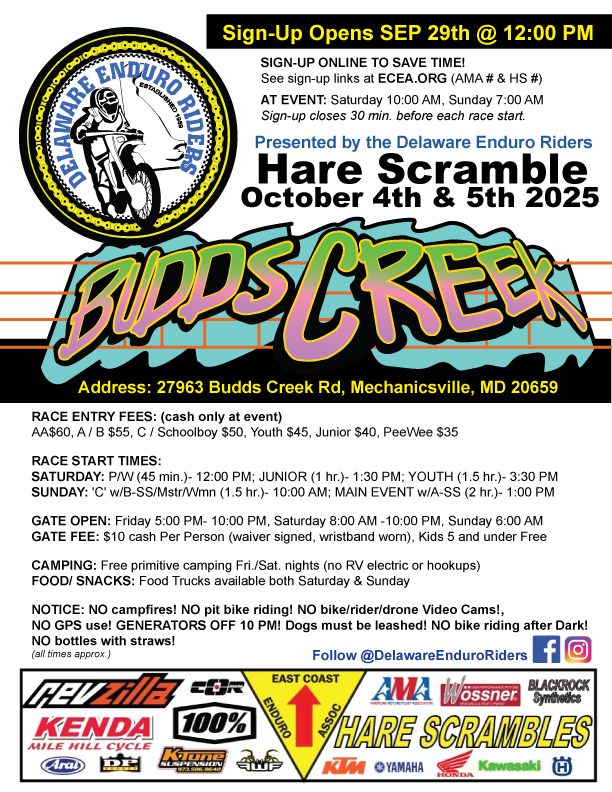 Sign-Up Opens SEP 29th @ 12:00 PM
DELAWARE ENDURO RIDERS
ESTABLISHED 1969
SIGN-UP ONLINE TO SAVE TIME!
See sign-up links at ECEA.ORG (AMA # & HS #)
AT EVENT: Saturday 10:00 AM, Sunday 7:00 AM
Sign-up closes 30 min. before each race start.
Presented by the Delaware Enduro Riders
Hare Scramble
October 4th & 5th 2025
BUDDS CREEK
Address: 27963 Budds Creek Rd, Mechanicsville, MD 20659
RACE ENTRY FEES: (cash only at event)
AA$60, A / B $55, C / Schoolboy $50, Youth $45, Junior $40, PeeWee $35
RACE START TIMES:
SATURDAY: P/W (45 min.)- 12:00 PM; JUNIOR (1 hr.)- 1:30 PM; YOUTH (1.5 hr.)- 3:30 PM
SUNDAY: 'C' w/B-SS/Mstr/Wmn (1.5 hr.)- 10:00 AM; MAIN EVENT w/A-SS (2 hr.)- 1:00 PM
GATE OPEN: Friday 5:00 PM- 10:00 PM, Saturday 8:00 AM -10:00 PM, Sunday 6:00 AM
GATE FEE: $10 cash Per Person (waiver signed, wristband worn), Kids 5 and under Free
CAMPING: Free primitive camping Fri./Sat. nights (no RV electric or hookups)
FOOD/ SNACKS: Food Trucks available both Saturday & Sunday
NOTICE: NO campfires! NO pit bike riding! NO bike/rider/drone Video Cams!,
NO GPS use! GENERATORS OFF 10 PM! Dogs must be leashed! NO bike riding after Dark!
NO bottles with straws!
(all times approx.)
Follow @DelawareEnduroRiders
revzilla
KENDA
MILE HILL CYCLE
Arai
100%
K-Tune
SUSPENSION
973.506.9640
EAST COAST
ENDURO
ASSOC
AMA
AMERICAN MOTORCYCLIST ASSOCIATION
Wossner
BLACKROCK
Synthetics
HARE SCRAMBLES
KTM
YAMAHA
HONDA
Kawasaki
H